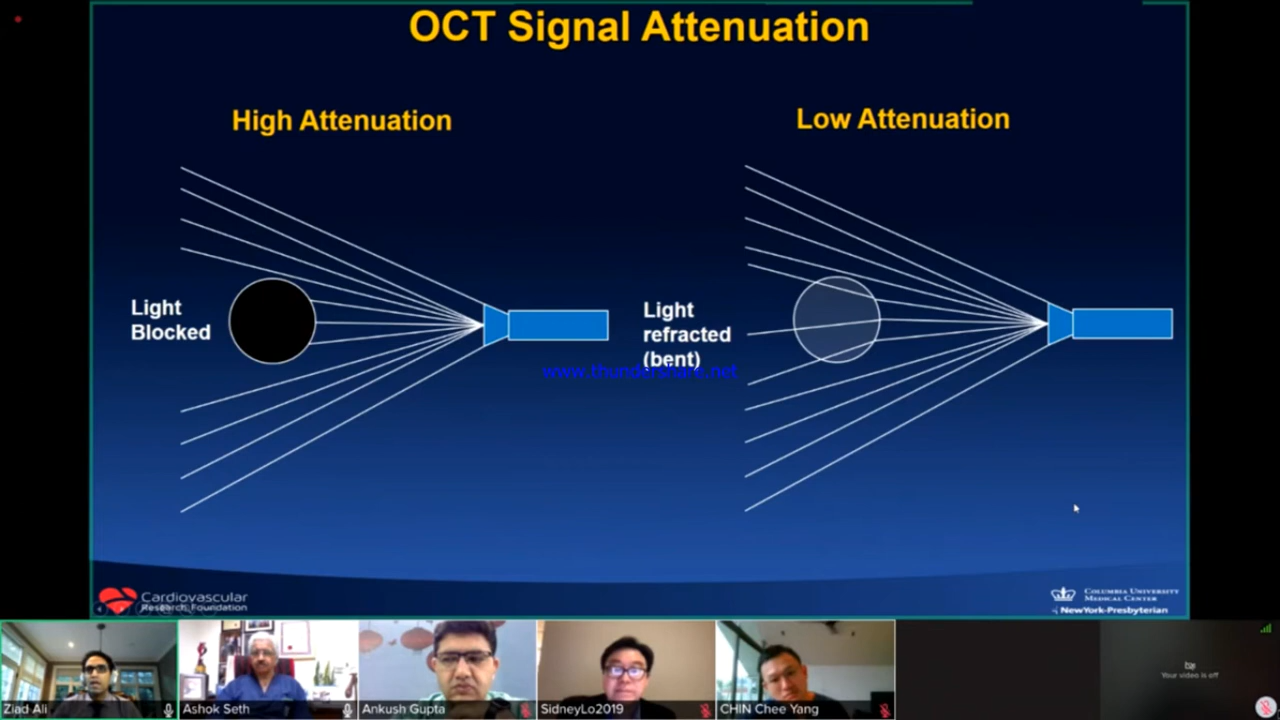 OCT Signal Attenuation
High Attenuation
Low Attenuation
Light
Blocked
Light
refracted
(bent)
www.thundershare.net
Cardiovascular
Research Foundation
COLUMBIA UNIVERSITY
MEDICAL CENTER
NewYork-Presbyterian
Ziad Ali
Ashok Seth
Ankush Gupta
SidneyLo2019
CHIN Chee Yang
Your video is off